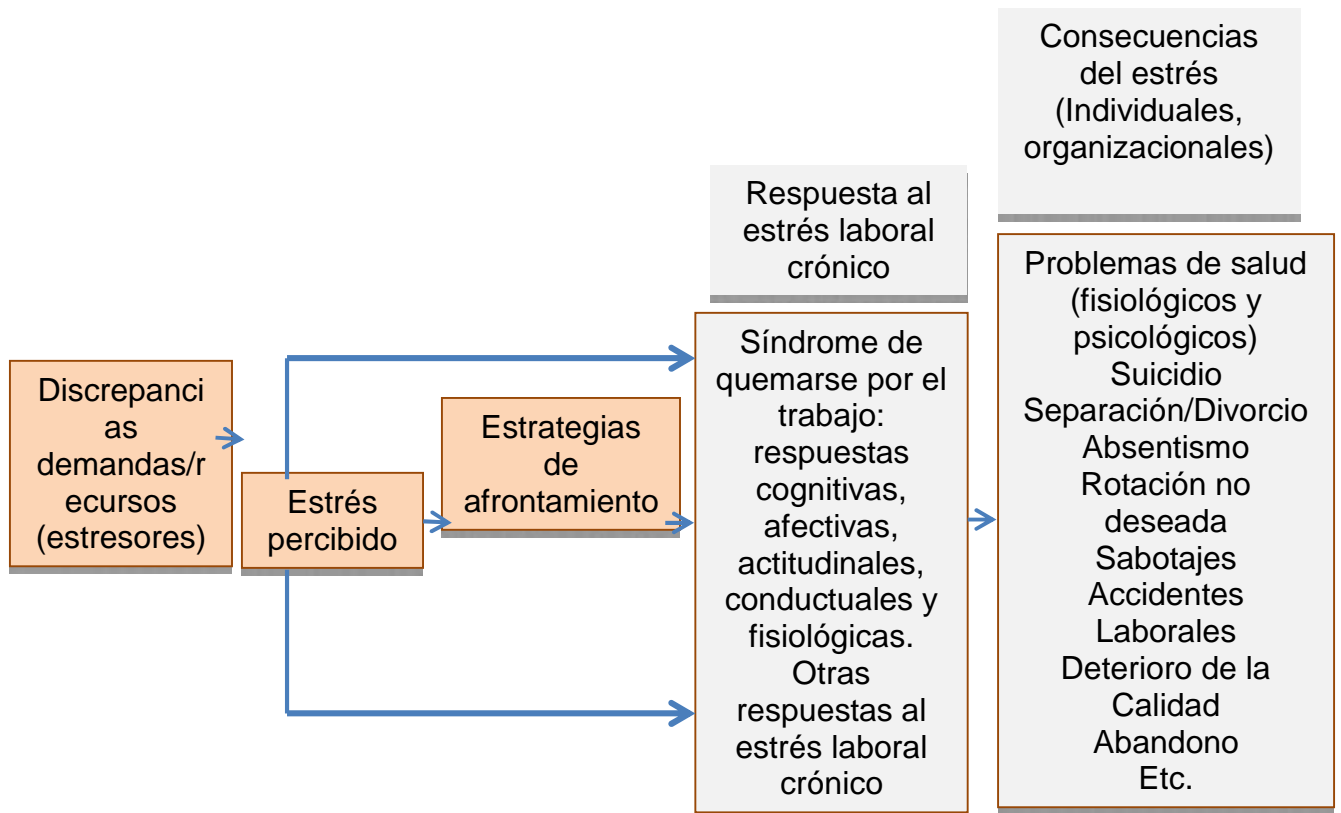 Discrepanci
as
demandas/r
ecursos
(estresores)
Estrés
percibido
Estrategias
de
afrontamiento
Respuesta al
estrés laboral
crónico
Síndrome de
quemarse por el
trabajo:
respuestas
cognitivas,
afectivas,
actitudinales,
conductuales y
fisiológicas.
Otras
respuestas al
estrés laboral
crónico
Consecuencias
del estrés
(Individuales,
organizacionales)
Problemas de salud
(fisiológicos y
psicológicos)
Suicidio
Separación/Divorcio
Absentismo
Rotación no
deseada
Sabotajes
Accidentes
Laborales
Deterioro de la
Calidad
Abandono
Etc.